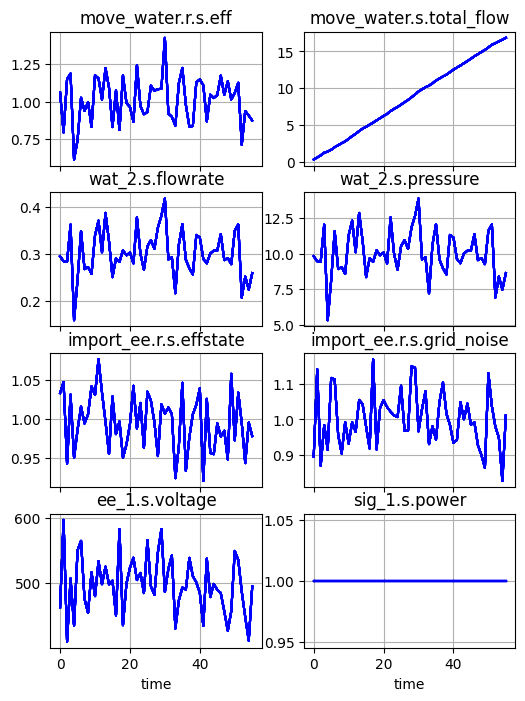 move_water.r.s.eff
move_water.s.total_flow
1.25
1.00
0.75
15
10
5
0
wat_2.s.flowrate
wat_2.s.pressure
0.4
0.3
0.2
12.5
10.0
7.5
5.0
import_ee.r.s.effstate
import_ee.r.s.grid_noise
1.05
1.00
0.95
1.1
1.0
0.9
ee_1.s.voltage
sig_1.s.power
600
500
1.05
1.00
0.95
0 20 40
0 20 40
time
time